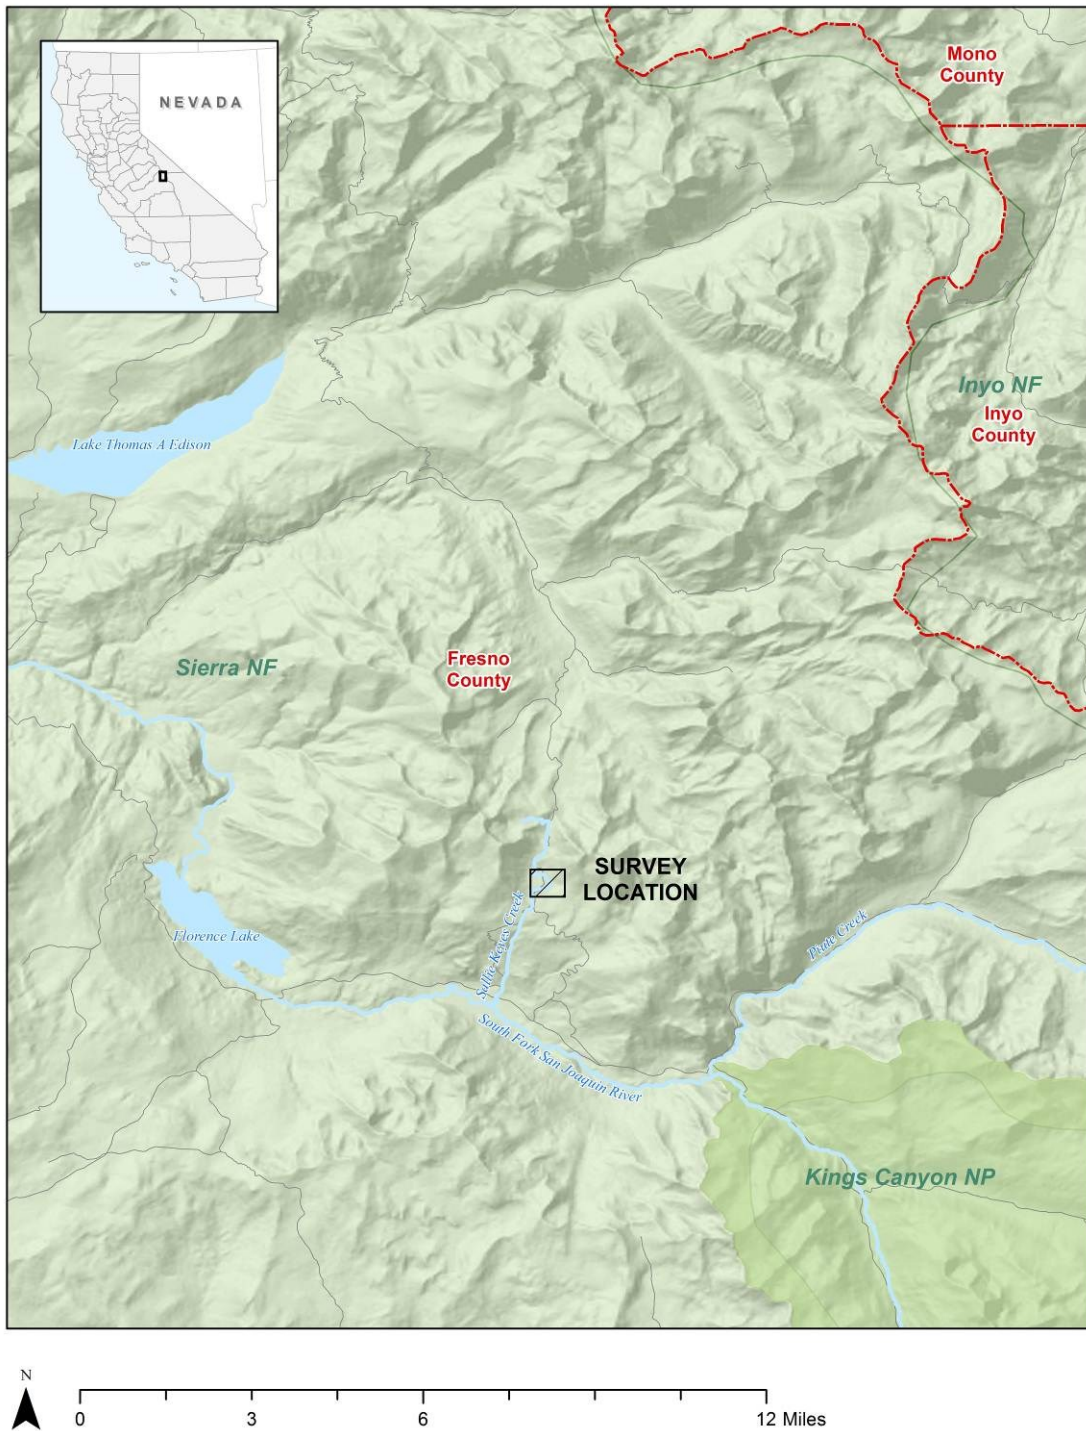 NEVADA
Mono
County
Inyo NF
Inyo
County
Lake Thomas A Edison
Sierra NF
Fresno
County
SURVEY
LOCATION
Sallie Keyes Creek
Florence Lake
Piute Creek
South Fork San Joaquin River
Kings Canyon NP
N
0 3 6 12 Miles